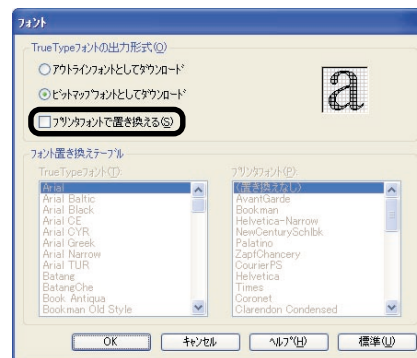 フォント
TrueTypeフォントの出力形式(O)
アウトラインフォントとしてダウンロード
ビットマップフォントとしてダウンロード
プリンタフォントで置き換える(S)
a
フォント置き換えテーブル
TrueTypeフォント(T):
Arial
Arial Baltic
Arial Black
Arial CE
Arial CYR
Arial Greek
Arial Narrow
Arial TUR
Batang
BatangChe
Book Antiqua
Bookman Old Style
プリンタフォント(P):
(置き換えなし)
AvantGarde
Bookman
Helvetica-Narrow
NewCenturySchlbk
Palatino
ZapfChancery
CourierPS
Helvetica
Times
Coronet
Clarendon Condensed
OK
キャンセル
ヘルプ(H)
標準(U)